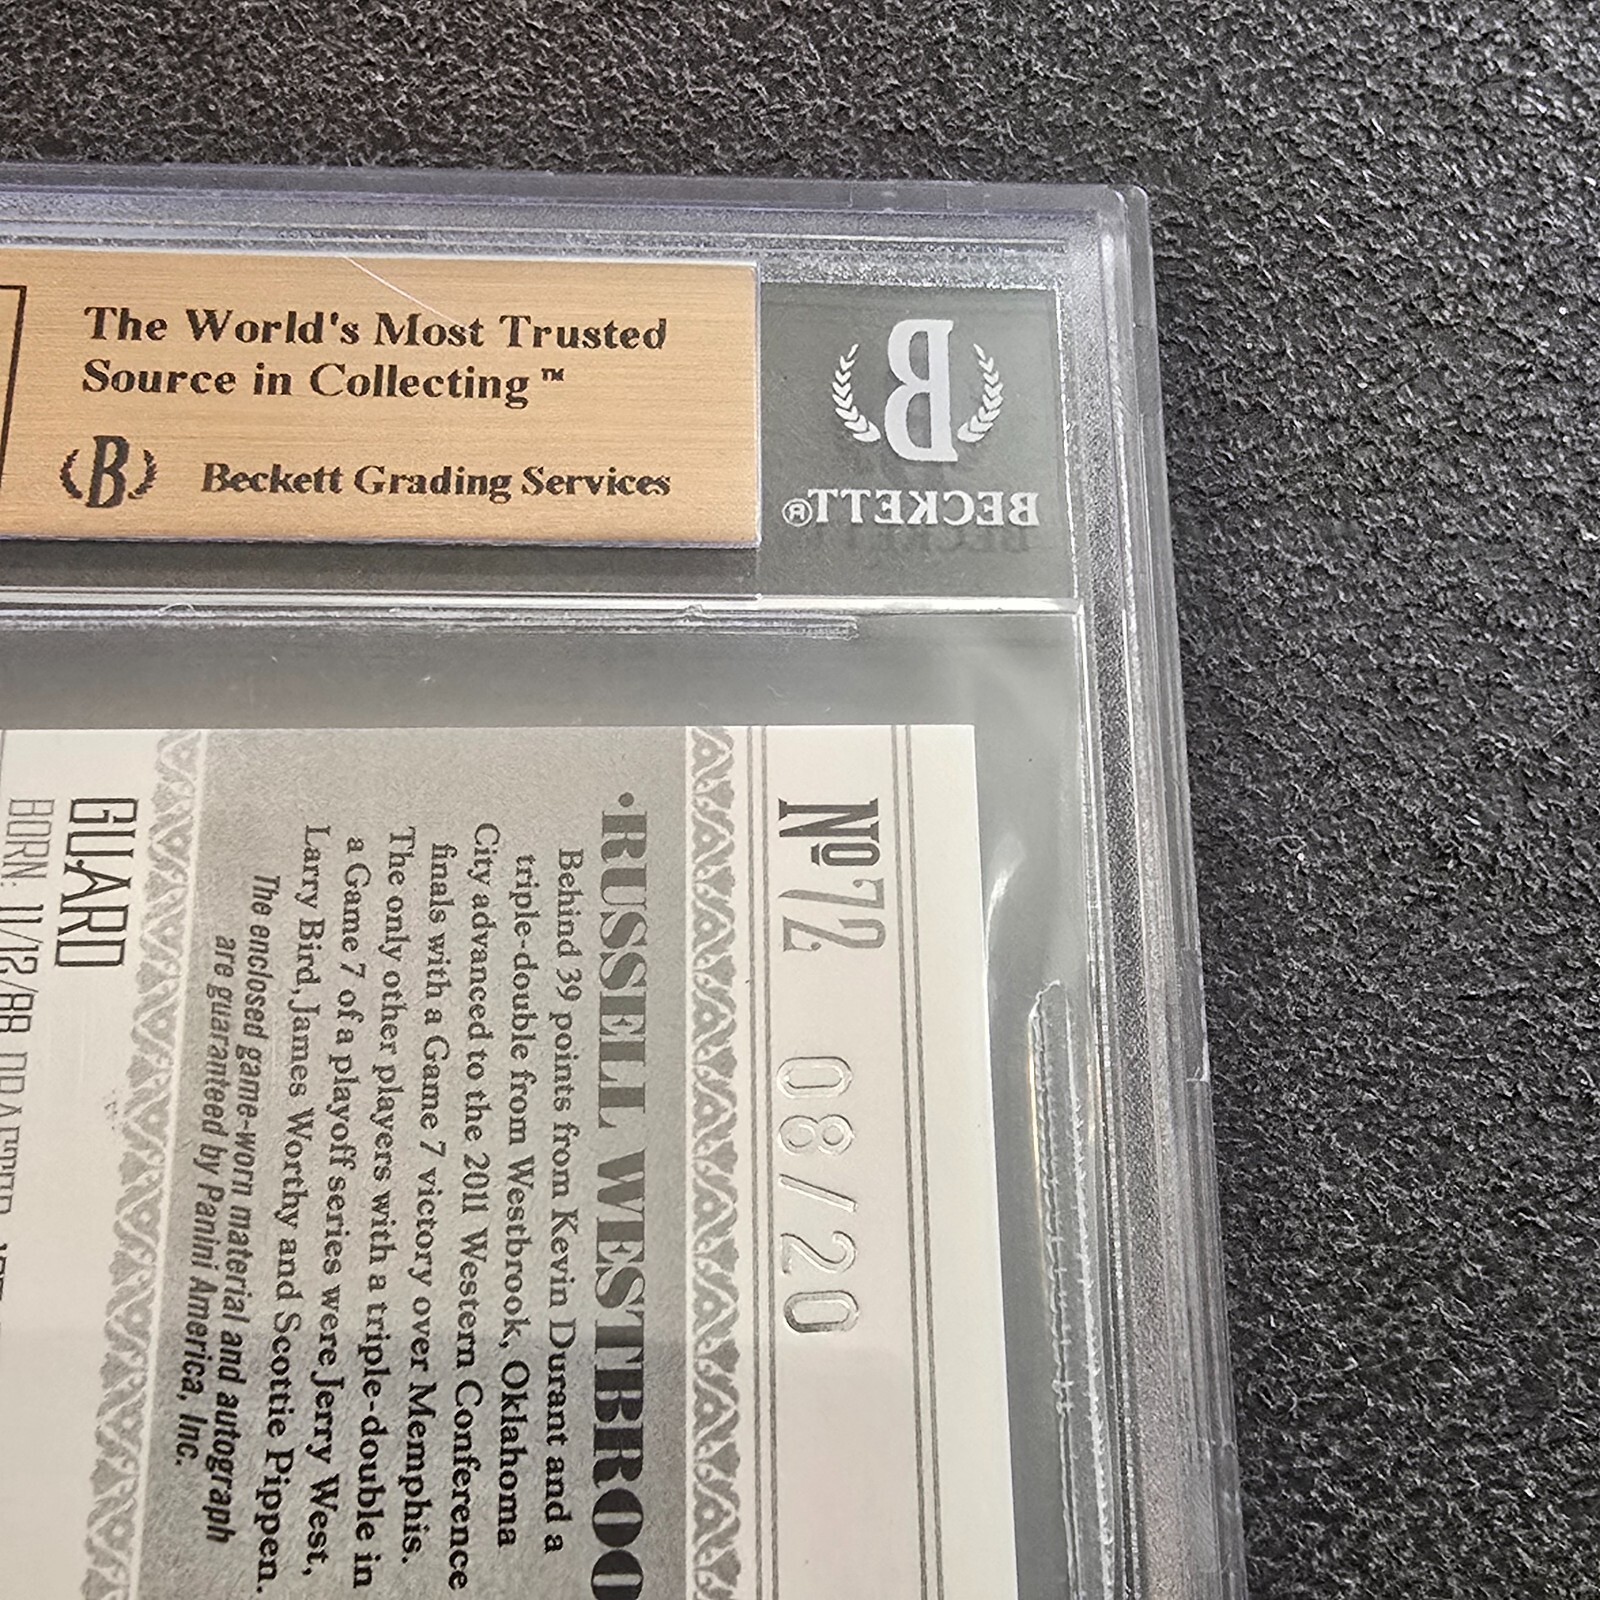 The World's Most Trusted
Source in Collecting™
B
Beckett Grading Services
B
BECKETT®
Nº72
08/20
•RUSSELL WESTBROO
Behind 39 points from Kevin Durant and a
triple-double from Westbrook, Oklahoma
City advanced to the 2011 Western Conference
finals with a Game 7 victory over Memphis.
The only other players with a triple-double in
a Game 7 of a playoff series were Jerry West,
Larry Bird, James Worthy and Scottie Pippen.
The enclosed game-worn material and autograph
are guaranteed by Panini America, Inc.
GUARD
BORN: 11/12/88